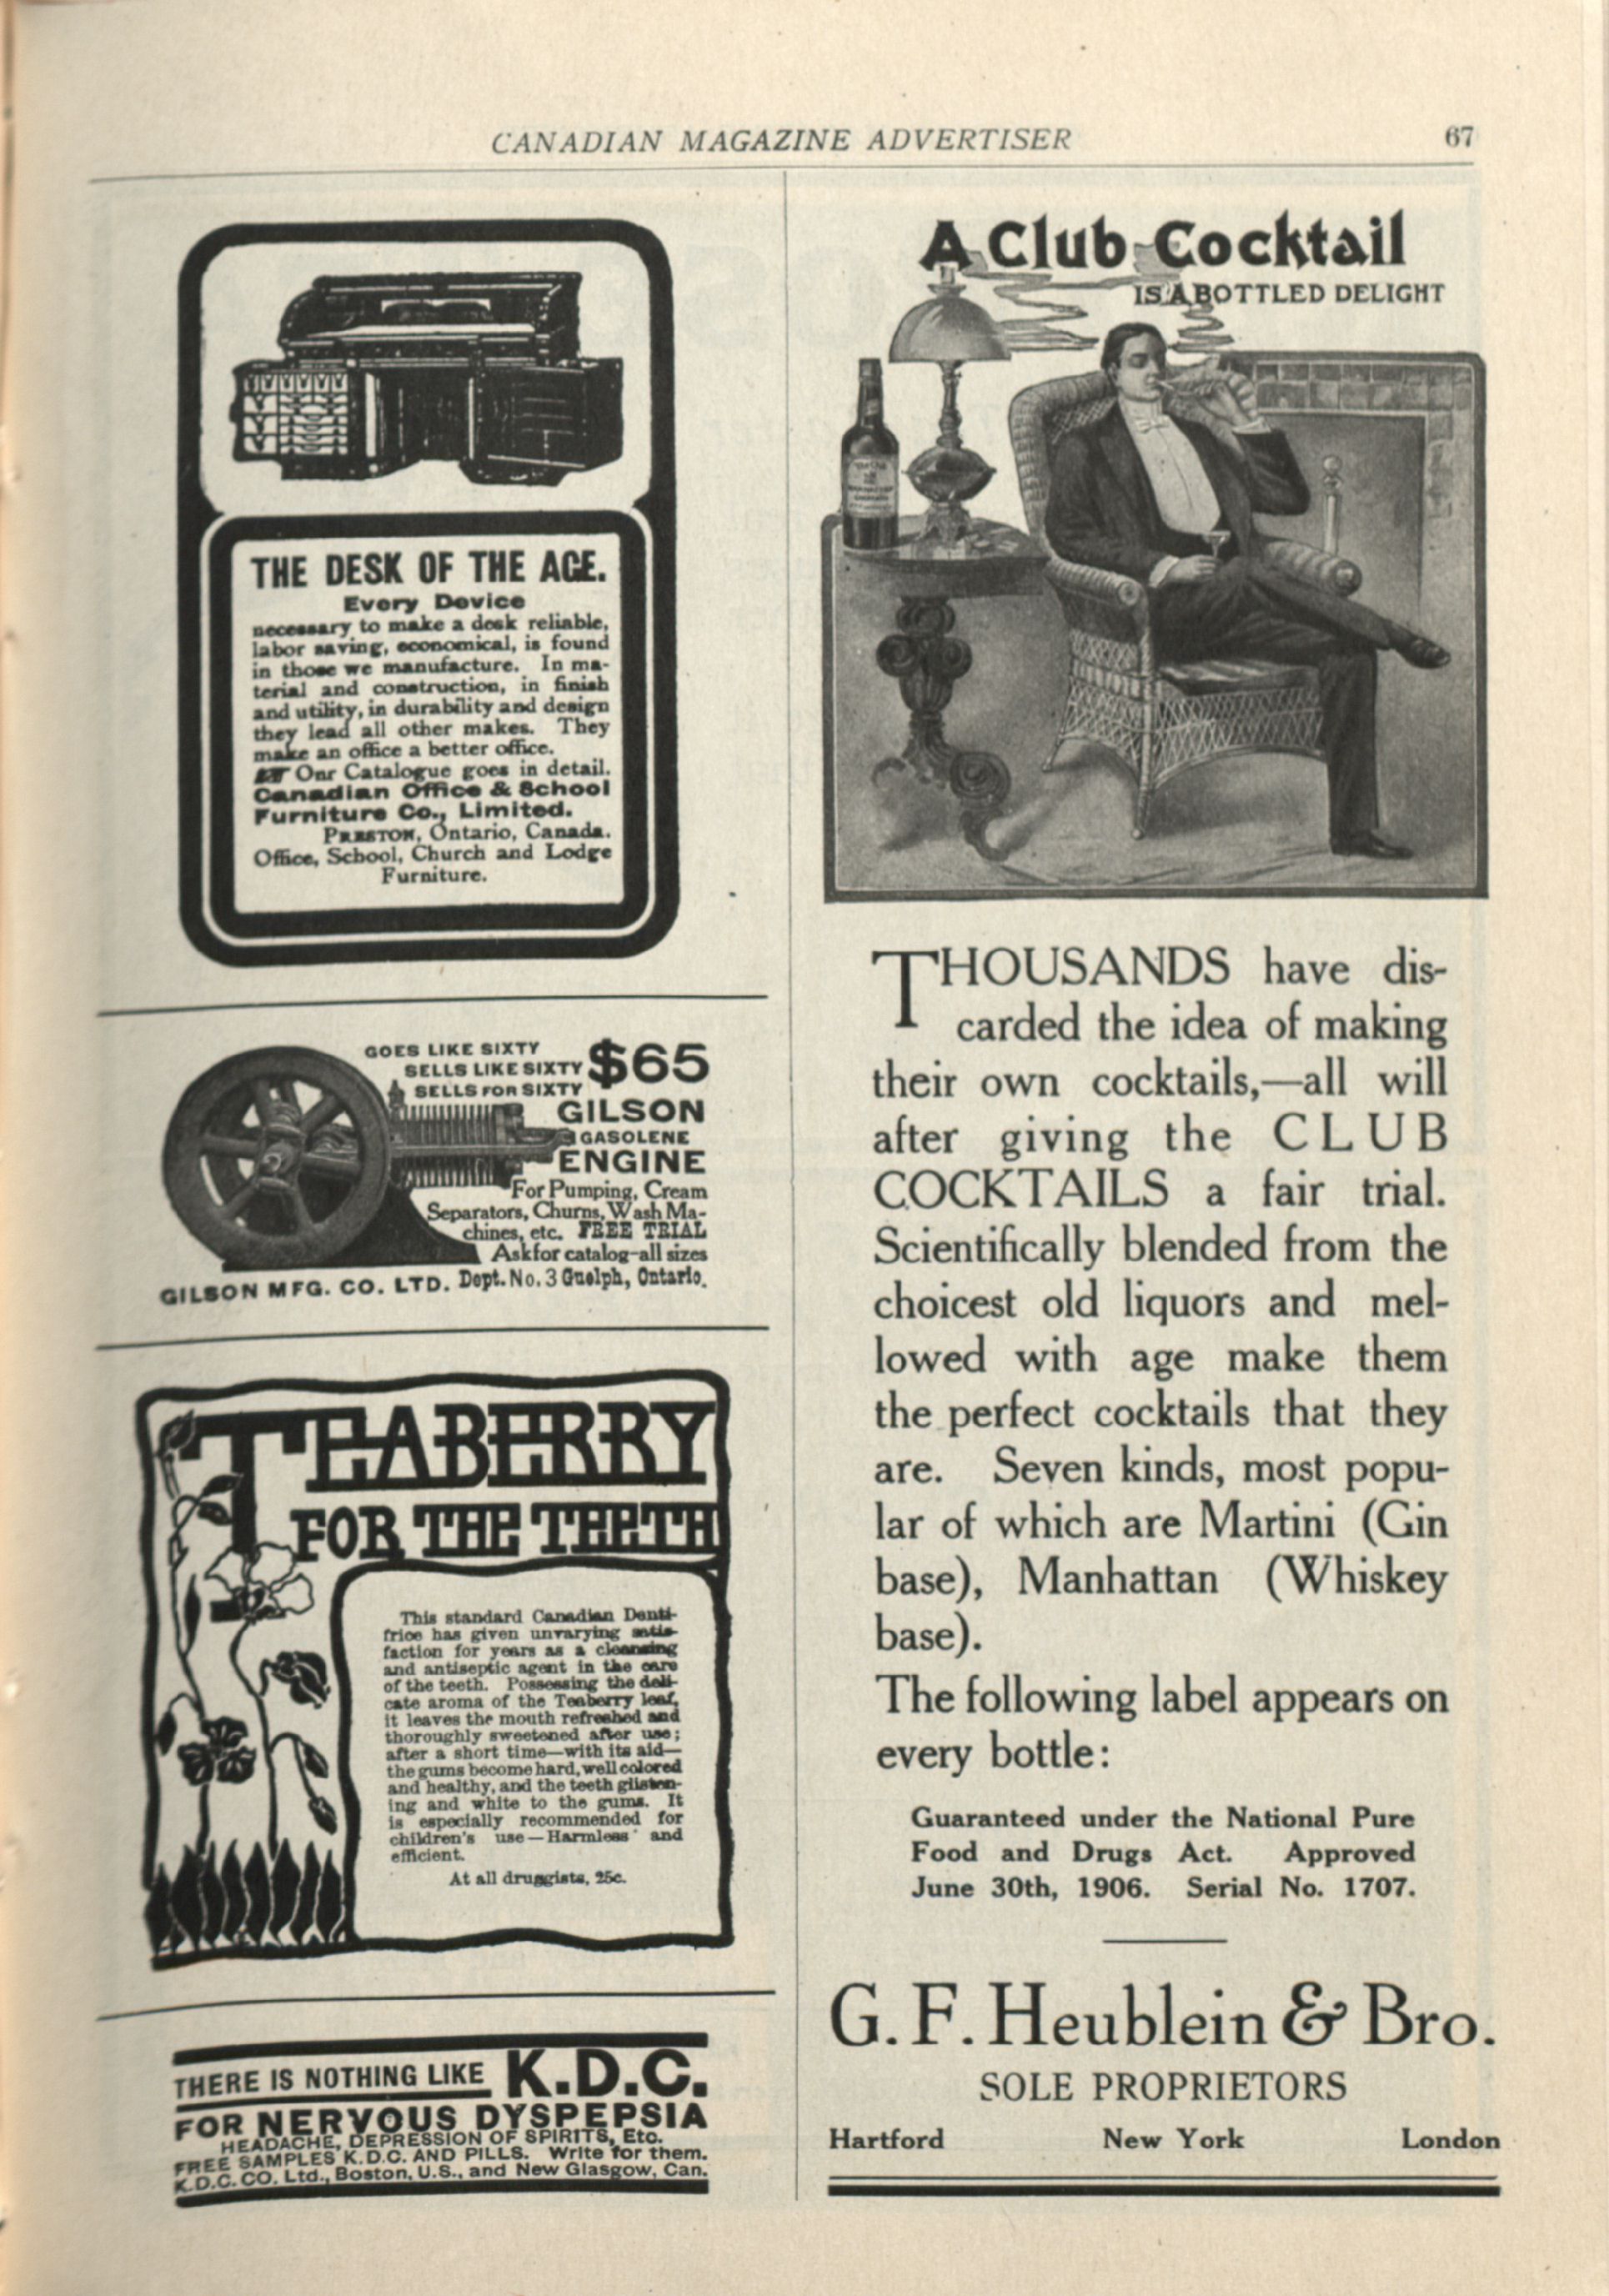 CANADIAN MAGAZINE ADVERTISER
67
THE DESK OF THE AGE.
Every Device
necessary to make a desk reliable,
labor saving, economical, is found
in those we manufacture. In ma-
terial and construction, in finish
and utility, in durability and design
they lead all other makes. They
make an office a better office.
Our Catalogue goes in detail.
Canadian Office & School
Furniture Co., Limited.
PRESTON, Ontario, Canada.
Office, School, Church and Lodge
Furniture.
GOES LIKE SIXTY
SELLS LIKE SIXTY
SELLS FOR SIXTY
$65
GILSON
GASOLENE
ENGINE
For Pumping, Cream
Separators, Churns, Wash Ma-
chines, etc. FREE TRIAL
Ask for catalog-all sizes
GILSON MFG. CO. LTD. Dept. No. 3 Guelph, Ontario.
TEABERRY
FOR THE TEETH
This standard Canadian Denti-
frice has given unvarying satis-
faction for years as a cleansing
and antiseptic agent in the care
of the teeth. Possessing the deli-
cate aroma of the Teaberry leaf,
it leaves the mouth refreshed and
thoroughly sweetened after use;
after a short time—with its aid—
the gums become hard, well colored
and healthy, and the teeth glisten-
ing and white to the gums. It
is especially recommended for
children's use—Harmless and
efficient.
At all druggists, 25c.
THERE IS NOTHING LIKE K.D.C.
FOR NERVOUS DYSPEPSIA
HEADACHE, DEPRESSION OF SPIRITS, Etc.
FREE SAMPLES K.D.C. AND PILLS. Write for them.
K.D.C. CO. Ltd., Boston, U.S., and New Glasgow, Can.
A Club Cocktail
IS A BOTTLED DELIGHT
THOUSANDS have dis-
carded the idea of making
their own cocktails,—all will
after giving the CLUB
COCKTAILS a fair trial.
Scientifically blended from the
choicest old liquors and mel-
lowed with age make them
the perfect cocktails that they
are. Seven kinds, most popu-
lar of which are Martini (Gin
base), Manhattan (Whiskey
base).
The following label appears on
every bottle:
Guaranteed under the National Pure
Food and Drugs Act. Approved
June 30th, 1906. Serial No. 1707.
G. F. Heublein & Bro.
SOLE PROPRIETORS
Hartford New York London